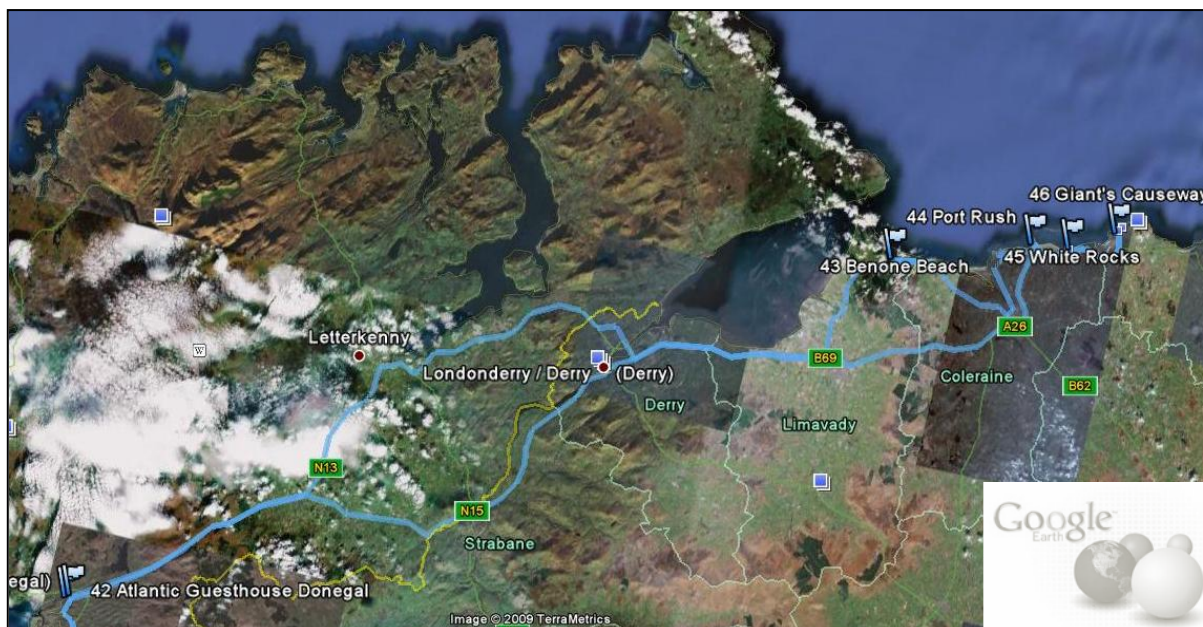 46 Giant's Causeway
44 Port Rush
45 White Rocks
43 Benone Beach
A26
Letterkenny
W
B69
Londonderry / Derry (Derry)
Coleraine
B62
Derry
Limavady
N13
N15
Google
Earth
Strabane
egal)
42 Atlantic Guesthouse Donegal
Image © 2009 TerraMetrics